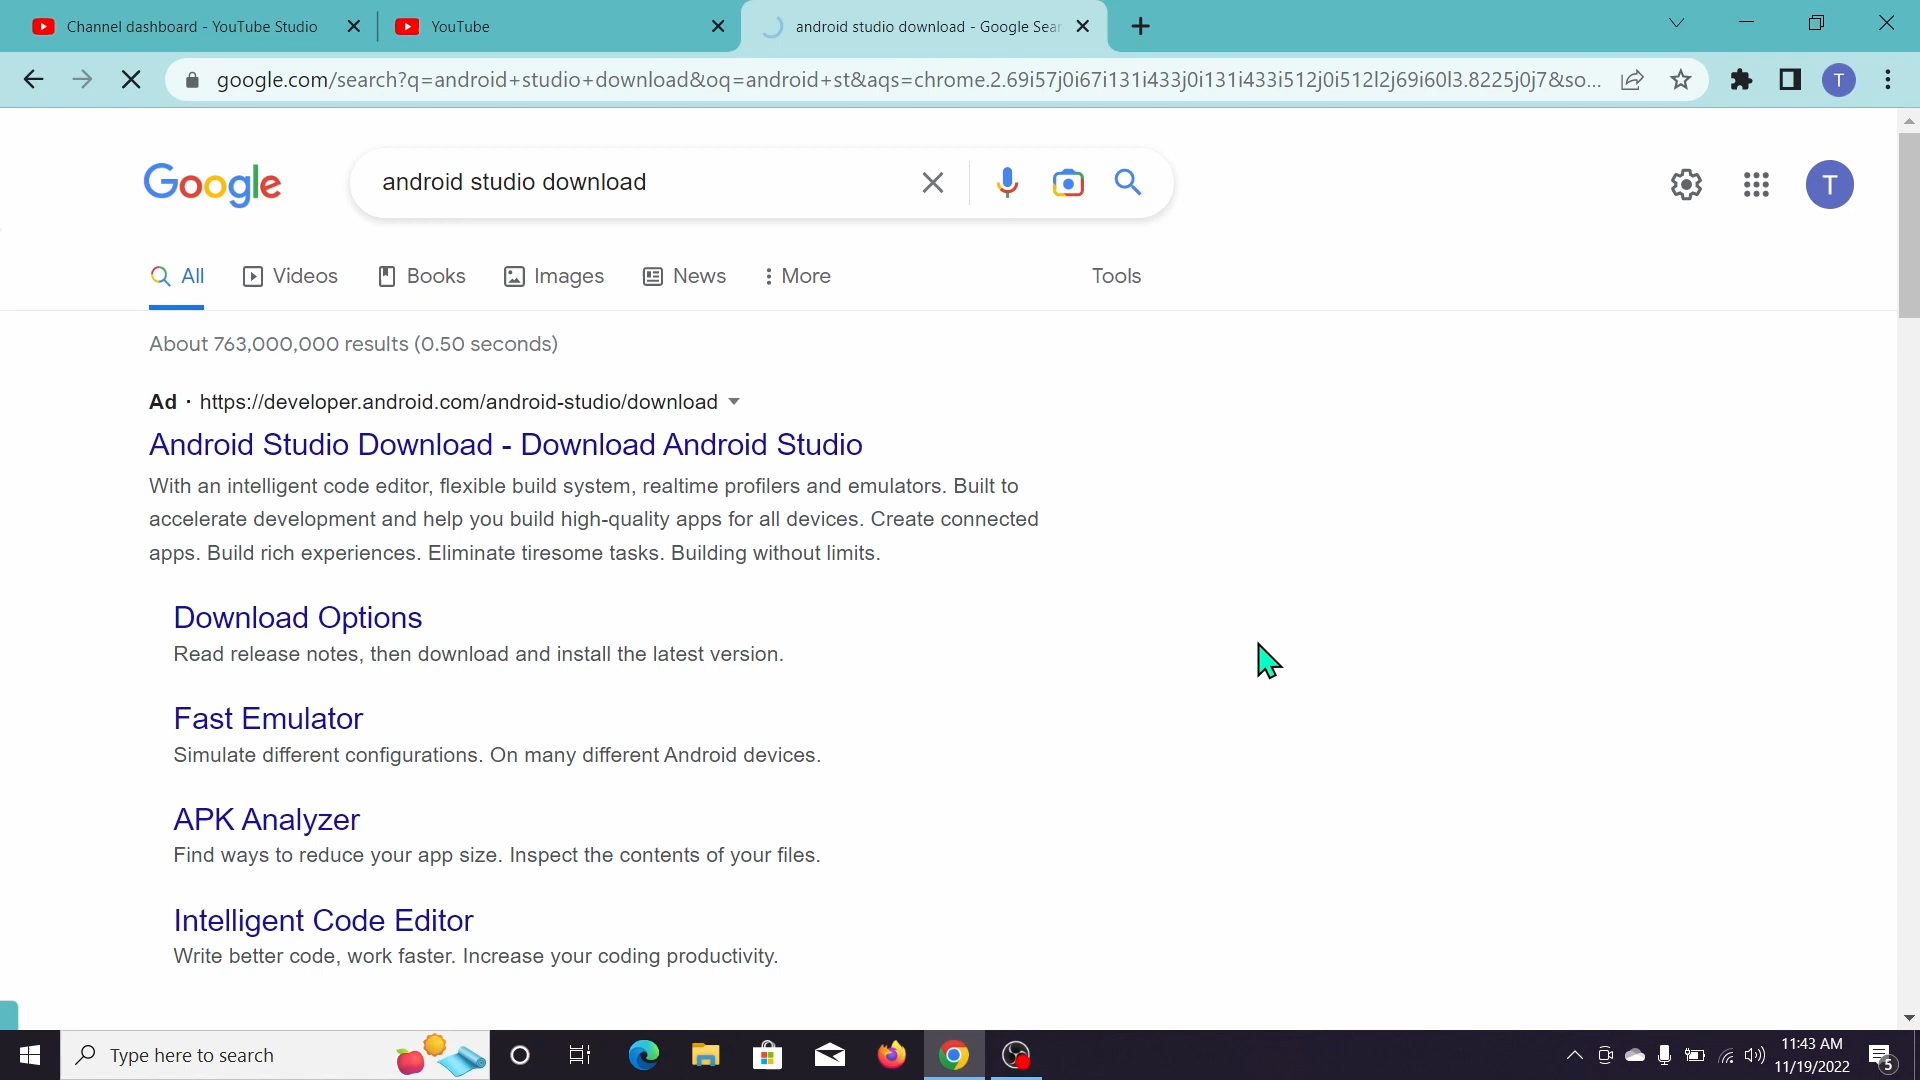 Channel dashboard - YouTube Studio
YouTube
android studio download - Google Sear
google.com/search?q=android+studio+download&oq=android+st&aqs=chrome.2.69i57j0i67i131i433j0i131i433i512j0i512l2j69i60l3.8225j0j7&so...
T
Google
android studio download
T
All
Videos
Books
Images
News
More
Tools
About 763,000,000 results (0.50 seconds)
Ad · https://developer.android.com/android-studio/download
Android Studio Download - Download Android Studio
With an intelligent code editor, flexible build system, realtime profilers and emulators. Built to
accelerate development and help you build high-quality apps for all devices. Create connected
apps. Build rich experiences. Eliminate tiresome tasks. Building without limits.
Download Options
Read release notes, then download and install the latest version.
Fast Emulator
Simulate different configurations. On many different Android devices.
APK Analyzer
Find ways to reduce your app size. Inspect the contents of your files.
Intelligent Code Editor
Write better code, work faster. Increase your coding productivity.
Type here to search
11:43 AM
11/19/2022
5